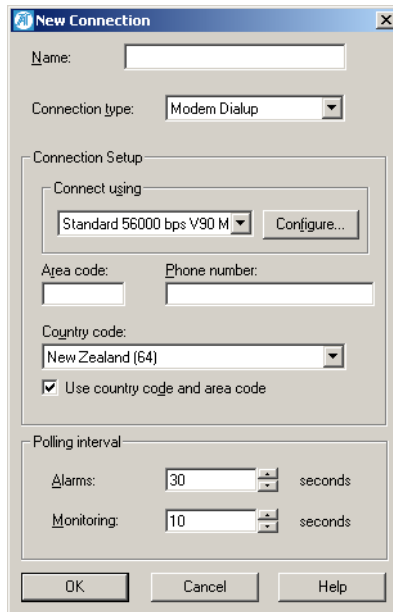 New Connection
Name:
Connection type: Modem Dialup
Connection Setup
Connect using
Standard 56000 bps V90 M Configure...
Area code: Phone number:
Country code:
New Zealand (64)
Use country code and area code
Polling interval
Alarms: 30 seconds
Monitoring: 10 seconds
OK Cancel Help